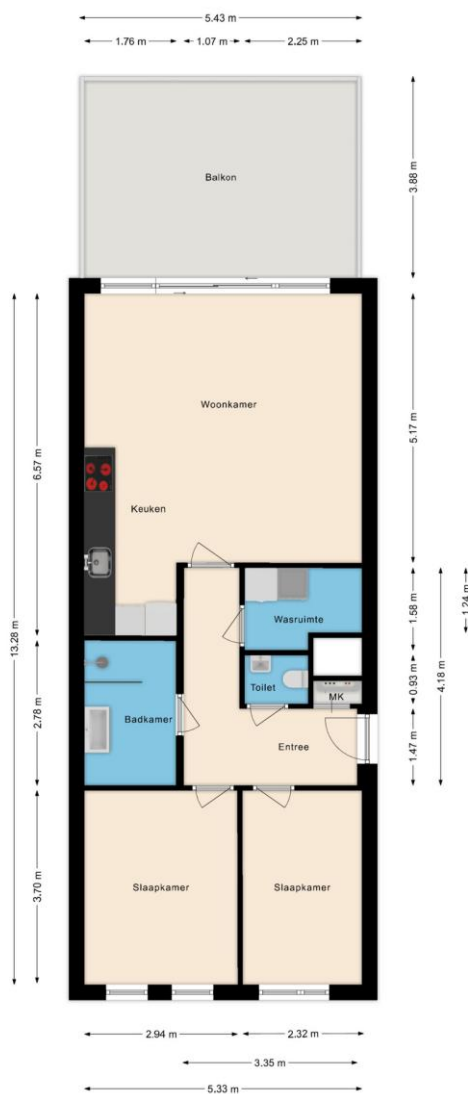 5.43 m
1.76 m
1.07 m
2.25 m
3.88 m
Balkon
Woonkamer
5.17 m
6.57 m
Keuken
13.28 m
Wasruimte
1.58 m
1.24 m
Toilet
MK
0.93 m
4.18 m
2.78 m
Badkamer
Entree
1.47 m
3.70 m
Slaapkamer
Slaapkamer
2.94 m
2.32 m
3.35 m
5.33 m